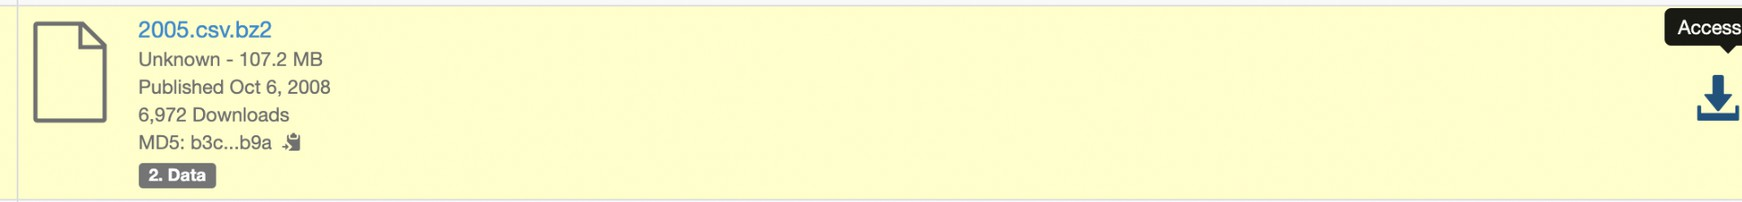 2005.csv.bz2
Access
Unknown - 107.2 MB
Published Oct 6, 2008
6,972 Downloads
MD5: b3c...b9a
2. Data